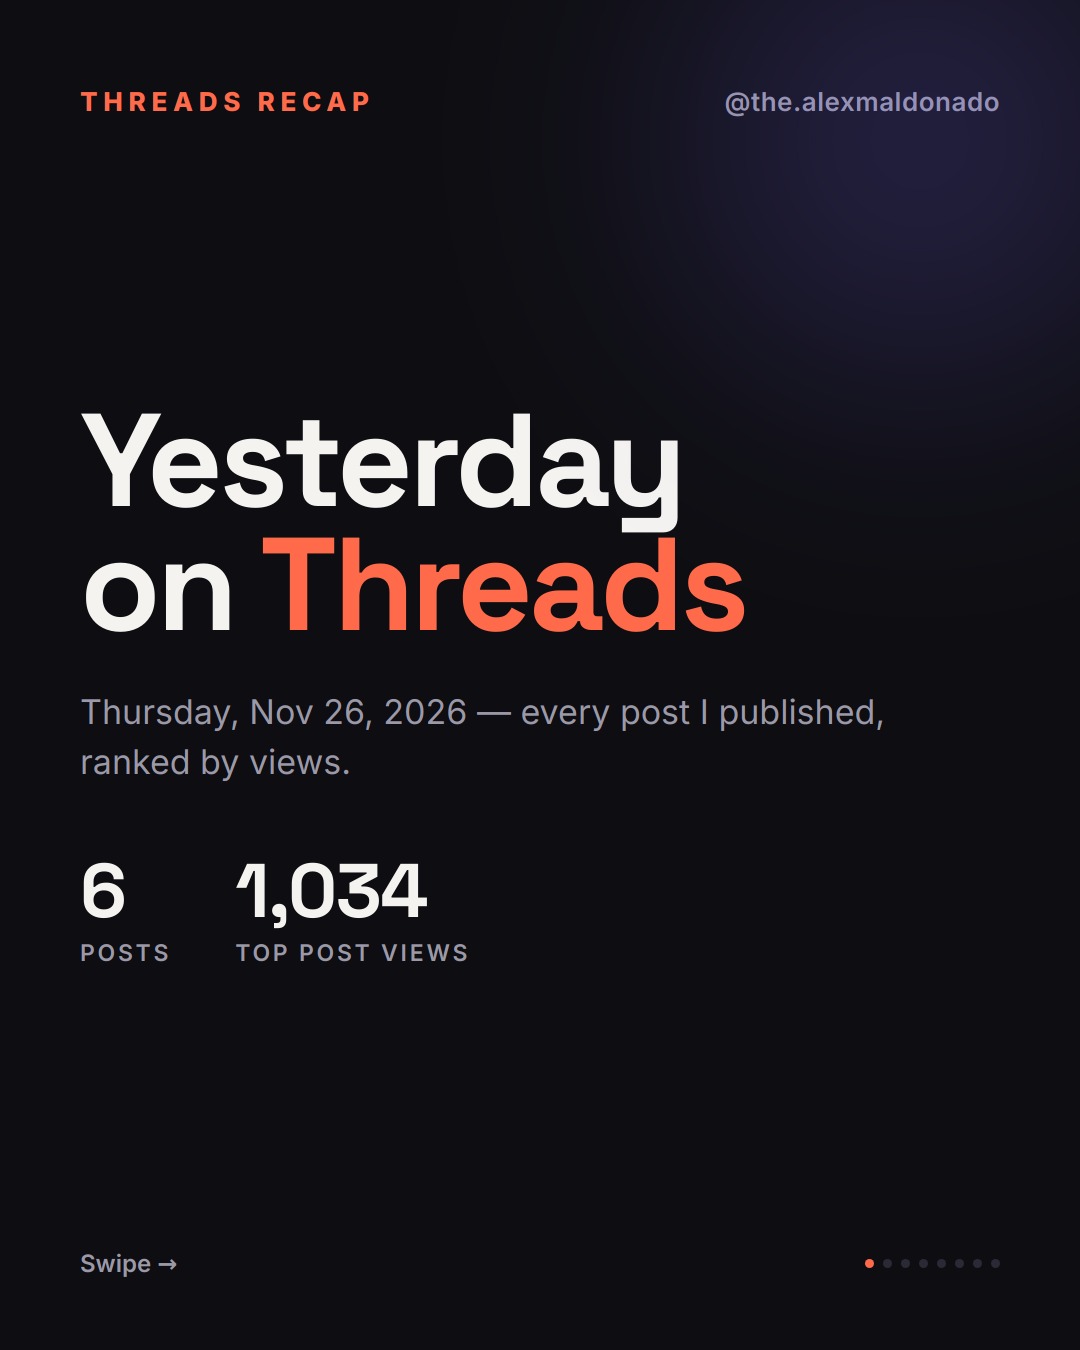 THREADS RECAP
@the.alexmaldonado
Yesterday
on Threads
Thursday, Nov 26, 2026 — every post I published,
ranked by views.
6
POSTS
1,034
TOP POST VIEWS
Swipe →